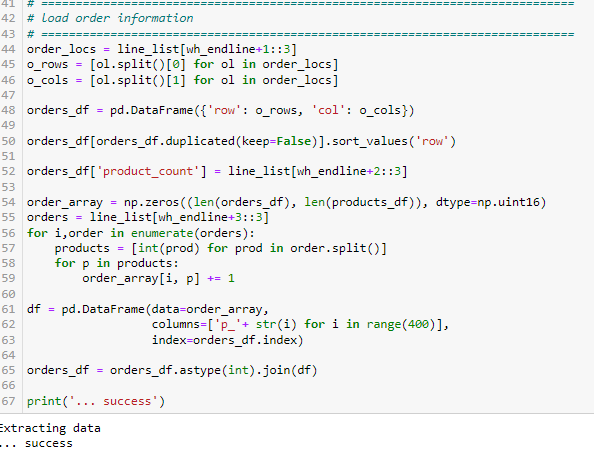 41 # ===========================================================================
42 # load order information
43 # ===========================================================================
44 order_locs = line_list[wh_endline+1::3]
45 o_rows = [ol.split()[0] for ol in order_locs]
46 o_cols = [ol.split()[1] for ol in order_locs]
47
48 orders_df = pd.DataFrame({'row': o_rows, 'col': o_cols})
49
50 orders_df[orders_df.duplicated(keep=False)].sort_values('row')
51
52 orders_df['product_count'] = line_list[wh_endline+2::3]
53
54 order_array = np.zeros((len(orders_df), len(products_df)), dtype=np.uint16)
55 orders = line_list[wh_endline+3::3]
56 for i,order in enumerate(orders):
57     products = [int(prod) for prod in order.split()]
58     for p in products:
59         order_array[i, p] += 1
60
61 df = pd.DataFrame(data=order_array,
62                   columns=['p_'+ str(i) for i in range(400)],
63                   index=orders_df.index)
64
65 orders_df = orders_df.astype(int).join(df)
66
67 print('... success')
Extracting data
... success